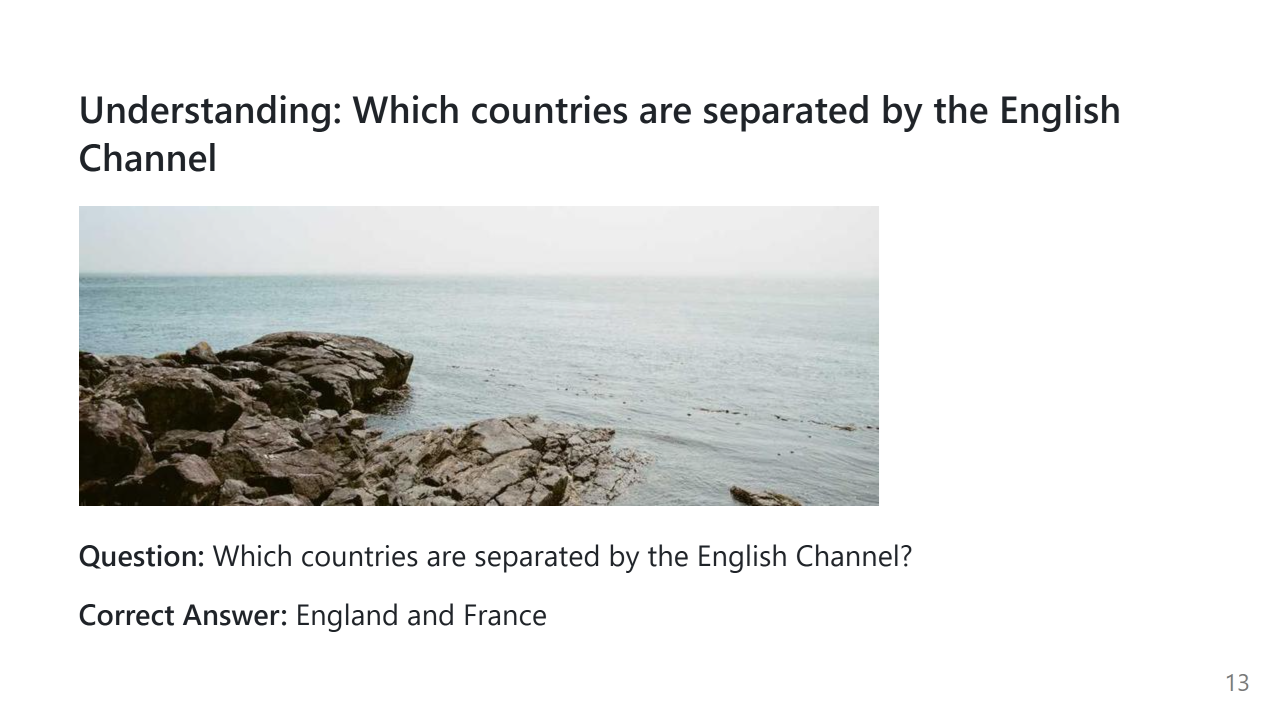 Understanding: Which countries are separated by the English
Channel
Question: Which countries are separated by the English Channel?
Correct Answer: England and France
13